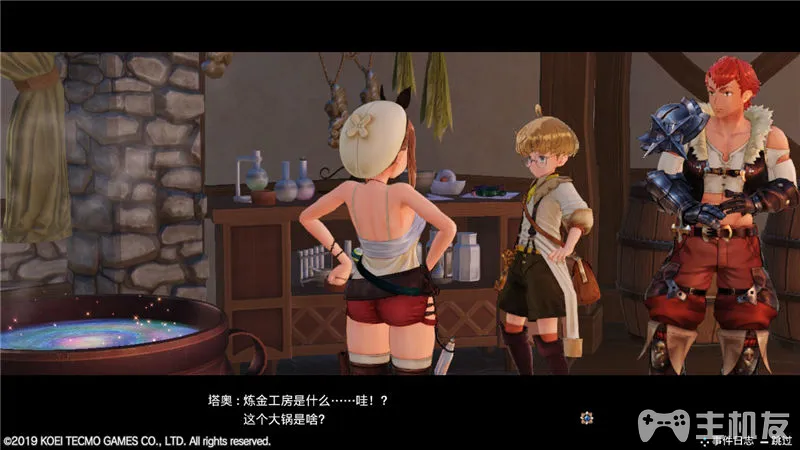 塔奥：炼金工房是什么……哇！？
这个大锅是啥？
主机友
事件日志 跳过
©2019 KOEI TECMO GAMES CO., LTD. All rights reserved.